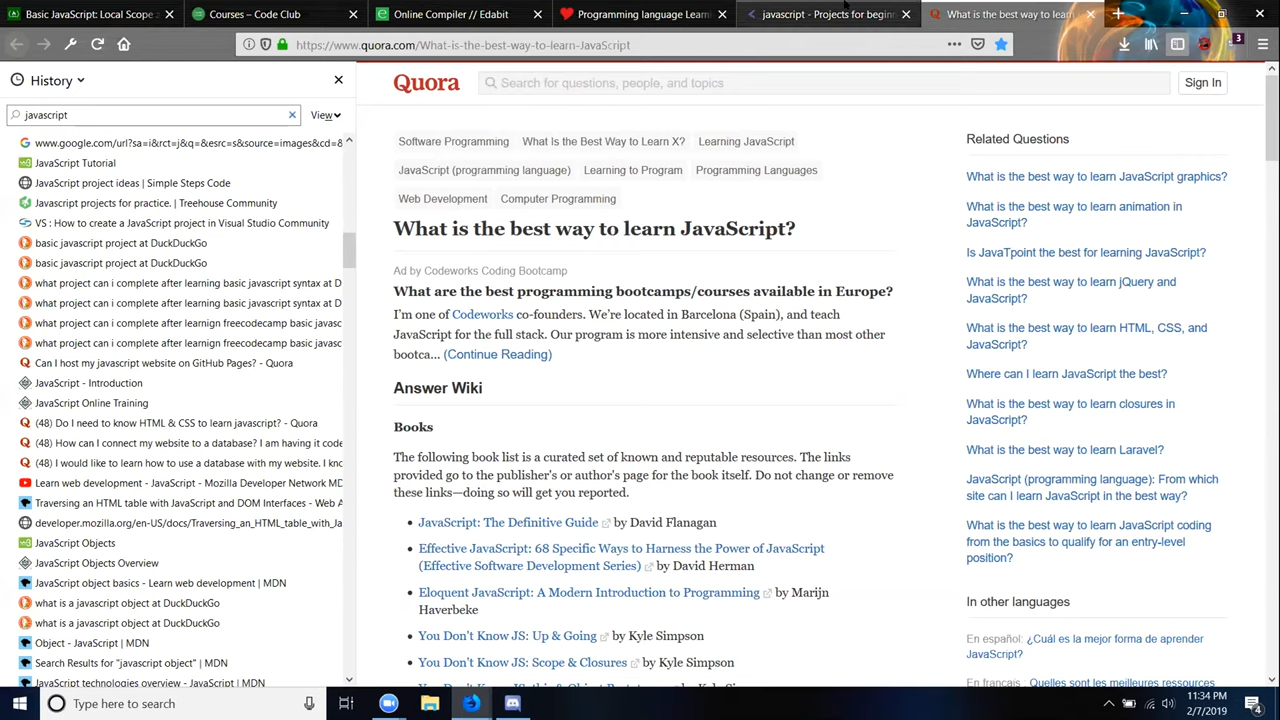 Basic JavaScript: Local Scope a
Courses – Code Club
Online Compiler // Edabit
Programming language Learni
javascript - Projects for beginn
What is the best way to learn
https://www.quora.com/What-is-the-best-way-to-learn-JavaScript
3
History
javascript
View
www.google.com/url?sa=i&rct=j&q=&esrc=s&source=images&cd=&
JavaScript Tutorial
JavaScript project ideas | Simple Steps Code
Javascript projects for practice. | Treehouse Community
VS : How to create a JavaScript project in Visual Studio Community
basic javascript project at DuckDuckGo
basic javascript project at DuckDuckGo
what project can i complete after learning basic javascript syntax at D
what project can i complete after learning basic javascript syntax at D
what project can i complete after learnign freecodecamp basic javasc
what project can i complete after learnign freecodecamp basic javasc
Can I host my javascript website on GitHub Pages? - Quora
JavaScript - Introduction
JavaScript Online Training
(48) Do I need to know HTML & CSS to learn javascript? - Quora
(48) How can I connect my website to a database? I am having it code
(48) I would like to learn how to use a database with my website. I kno
Learn web development - JavaScript - Mozilla Developer Network MD
Traversing an HTML table with JavaScript and DOM Interfaces - Web A
developer.mozilla.org/en-US/docs/Traversing_an_HTML_table_with_Ja
JavaScript Objects
JavaScript Objects Overview
JavaScript object basics - Learn web development | MDN
what is a javascript object at DuckDuckGo
what is a javascript object at DuckDuckGo
Object - JavaScript | MDN
Search Results for "javascript object" | MDN
JavaScript technologies overview - JavaScript | MDN
Quora
Search for questions, people, and topics
Sign In
Software Programming What Is the Best Way to Learn X? Learning JavaScript
JavaScript (programming language) Learning to Program Programming Languages
Web Development Computer Programming
What is the best way to learn JavaScript?
Ad by Codeworks Coding Bootcamp
What are the best programming bootcamps/courses available in Europe?
I'm one of Codeworks co-founders. We're located in Barcelona (Spain), and teach
JavaScript for the full stack. Our program is more intensive and selective than most other
bootca... (Continue Reading)
Answer Wiki
Books
The following book list is a curated set of known and reputable resources. The links
provided go to the publisher's or author's page for the book itself. Do not change or remove
these links—doing so will get you reported.
JavaScript: The Definitive Guide by David Flanagan
Effective JavaScript: 68 Specific Ways to Harness the Power of JavaScript
(Effective Software Development Series) by David Herman
Eloquent JavaScript: A Modern Introduction to Programming by Marijn
Haverbeke
You Don't Know JS: Up & Going by Kyle Simpson
You Don't Know JS: Scope & Closures by Kyle Simpson
Related Questions
What is the best way to learn JavaScript graphics?
What is the best way to learn animation in
JavaScript?
Is JavaTpoint the best for learning JavaScript?
What is the best way to learn jQuery and
JavaScript?
What is the best way to learn HTML, CSS, and
JavaScript?
Where can I learn JavaScript the best?
What is the best way to learn closures in
JavaScript?
What is the best way to learn Laravel?
JavaScript (programming language): From which
site can I learn JavaScript in the best way?
What is the best way to learn JavaScript coding
from the basics to qualify for an entry-level
position?
In other languages
En español: ¿Cuál es la mejor forma de aprender
JavaScript?
En français : Quelles sont les meilleures ressources
Type here to search
11:34 PM
2/7/2019
4